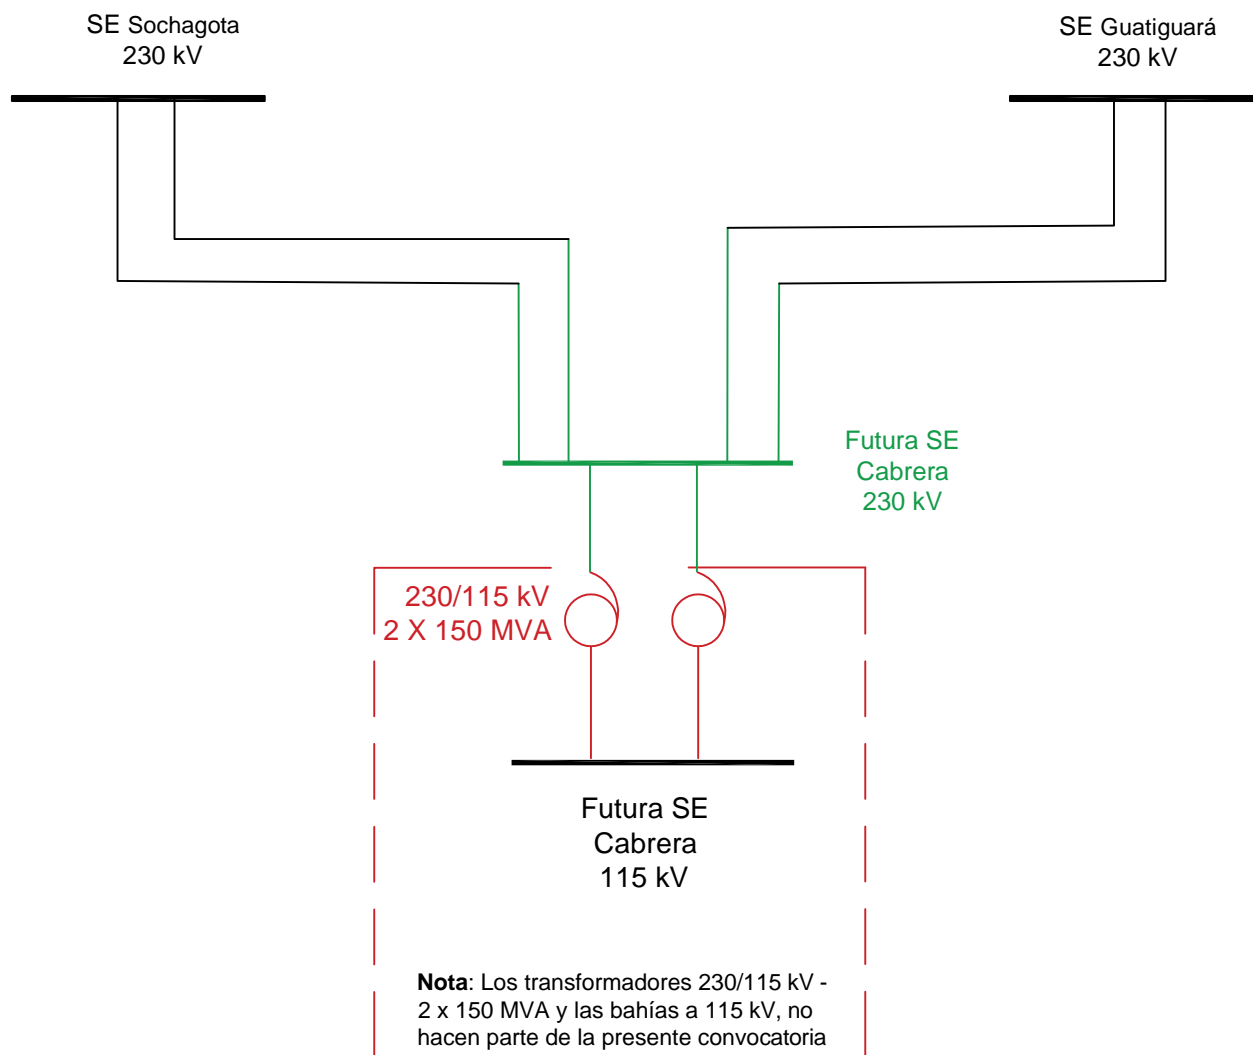 SE Sochagota
230 kV
SE Guatiguará
230 kV
Futura SE
Cabrera
230 kV
230/115 kV
2 X 150 MVA
Futura SE
Cabrera
115 kV
Nota: Los transformadores 230/115 kV -
2 x 150 MVA y las bahías a 115 kV, no
hacen parte de la presente convocatoria